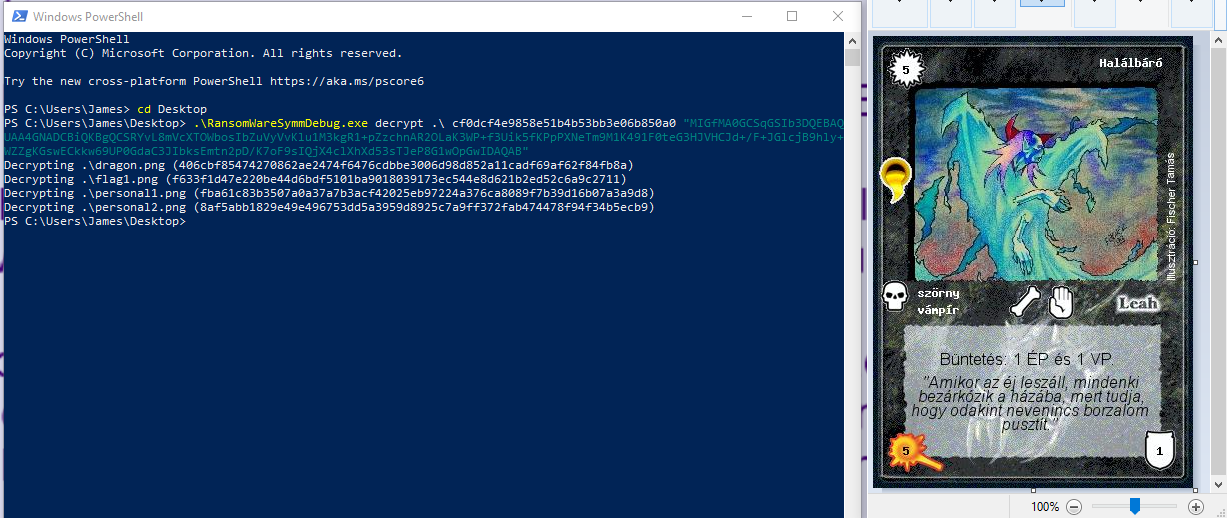 Windows PowerShell
Windows PowerShell
Copyright (C) Microsoft Corporation. All rights reserved.
Try the new cross-platform PowerShell https://aka.ms/pscore6
PS C:\Users\James> cd Desktop
PS C:\Users\James\Desktop> .\RansomWareSymmDebug.exe decrypt .\ cf0dcf4e9858e51b4b53bb3e06b850a0 "MIGfMA0GCSqGSIb3DQEBAQ
UAA4GNADCBiQKBgQCSRYvL8mVcXTOWbosIbZuVyVvKlu1M3kgR1+pZzchnAR2OLaK3WP+f3Uik5fKPpPXNeTm9M1K491F0teG3HJVHCJd+/F+JGlcjB9hly+
WZZgKGswECkkw69UP0GdaC3JIbksEmtn2pD/K7oF9sIQjX4clXhXd53sTJeP8G1wOpGwIDAQAB"
Decrypting .\dragon.png (406cbf85474270862ae2474f6476cdbbe3006d98d852a11cadf69af62f84fb8a)
Decrypting .\flag1.png (f633f1d47e220be44d6bdf5101ba9018039173ec544e8d621b2ed52c6a9c2711)
Decrypting .\personal1.png (fba61c83b3507a0a37a7b3acf42025eb97224a376ca8089f7b39d16b07a3a9d8)
Decrypting .\personal2.png (8af5abb1829e49e496753dd5a3959d8925c7a9ff372fab474478f94f34b5ecb9)
PS C:\Users\James\Desktop>
5
Halálbáró
Illusztráció: Fischer Tamás
szörny
vámpír
Leah
Büntetés: 1 ÉP és 1 VP
"Amikor az éj leszáll, mindenki
bezárkózik a házába, mert tudja,
hogy odakint nevenincs borzalom
pusztít."
5
1
100%